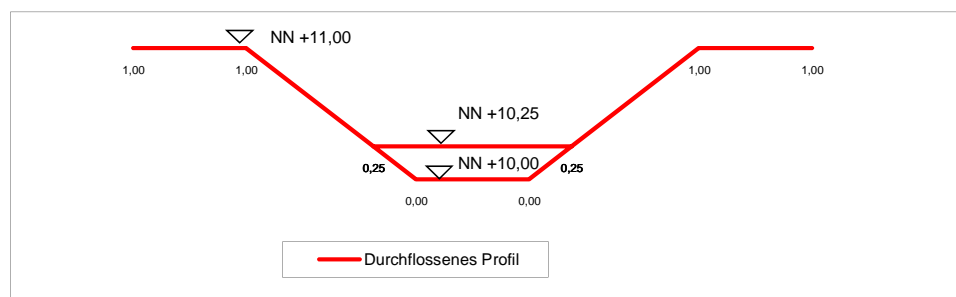 NN +11,00
1,00 1,00 1,00 1,00
NN +10,25
NN +10,00
0,25 0,25
0,00 0,00
Durchflossenes Profil